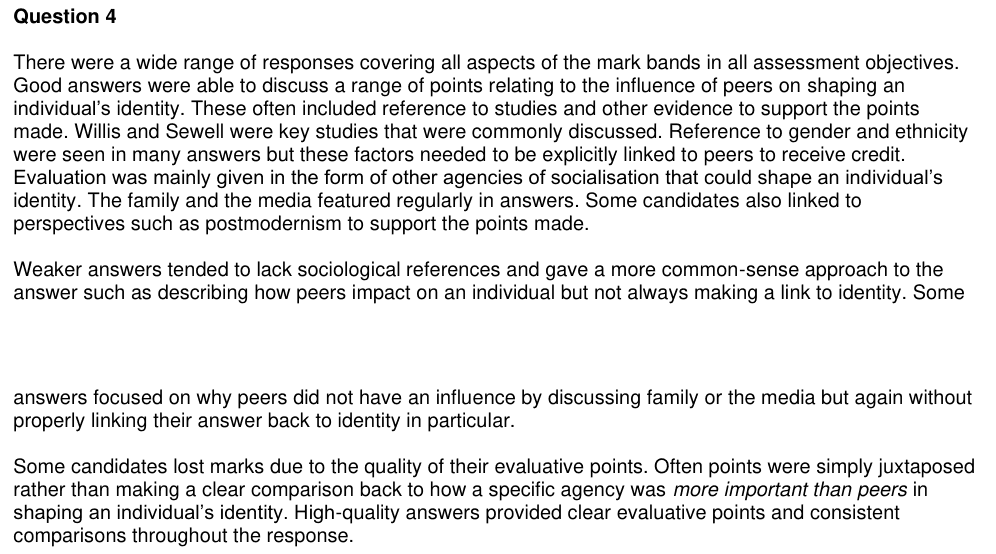 Question 4
There were a wide range of responses covering all aspects of the mark bands in all assessment objectives.
Good answers were able to discuss a range of points relating to the influence of peers on shaping an
individual's identity. These often included reference to studies and other evidence to support the points
made. Willis and Sewell were key studies that were commonly discussed. Reference to gender and ethnicity
were seen in many answers but these factors needed to be explicitly linked to peers to receive credit.
Evaluation was mainly given in the form of other agencies of socialisation that could shape an individual's
identity. The family and the media featured regularly in answers. Some candidates also linked to
perspectives such as postmodernism to support the points made.
Weaker answers tended to lack sociological references and gave a more common-sense approach to the
answer such as describing how peers impact on an individual but not always making a link to identity. Some
answers focused on why peers did not have an influence by discussing family or the media but again without
properly linking their answer back to identity in particular.
Some candidates lost marks due to the quality of their evaluative points. Often points were simply juxtaposed
rather than making a clear comparison back to how a specific agency was more important than peers in
shaping an individual's identity. High-quality answers provided clear evaluative points and consistent
comparisons throughout the response.